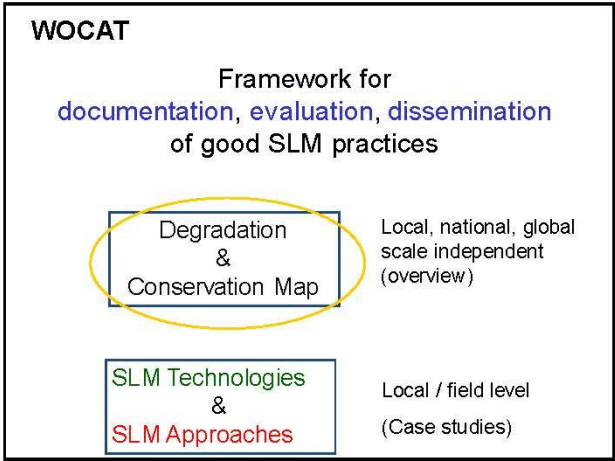 WOCAT
Framework for
documentation, evaluation, dissemination
of good SLM practices
Degradation
&
Conservation Map
Local, national, global
scale independent
(overview)
SLM Technologies
&
SLM Approaches
Local / field level
(Case studies)